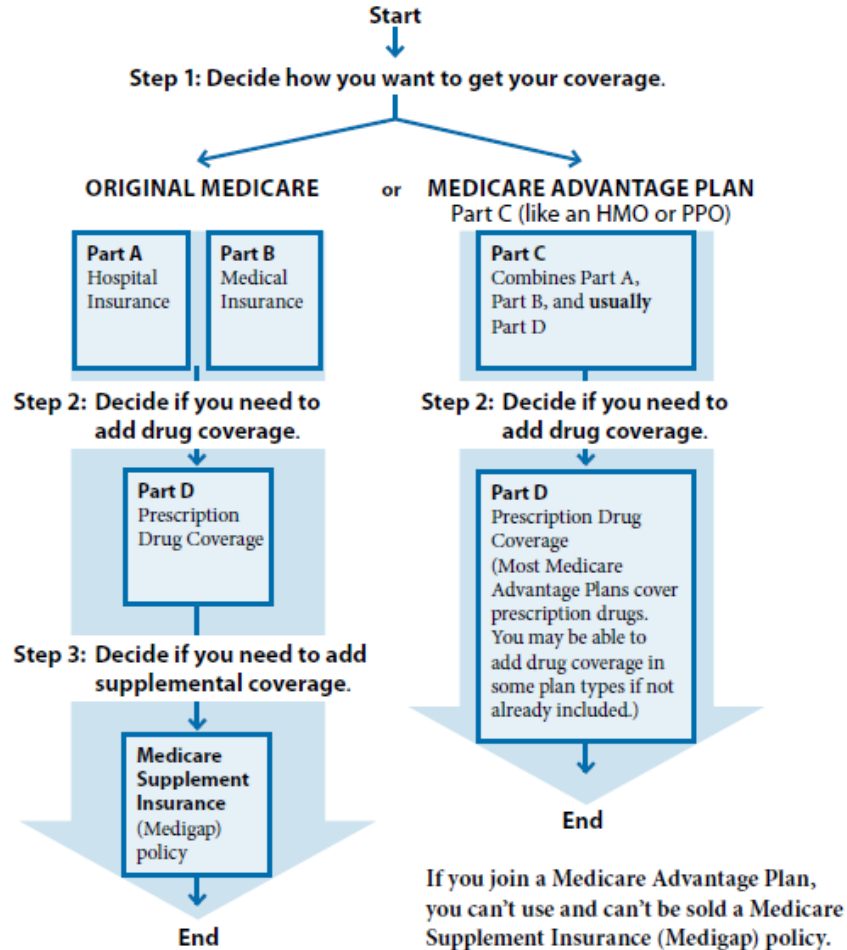 Start
Step 1: Decide how you want to get your coverage.
ORIGINAL MEDICARE
or
MEDICARE ADVANTAGE PLAN
Part C (like an HMO or PPO)
Part A
Hospital
Insurance
Part B
Medical
Insurance
Part C
Combines Part A,
Part B, and usually
Part D
Step 2: Decide if you need to
add drug coverage.
Part D
Prescription
Drug Coverage
Step 3: Decide if you need to add
supplemental coverage.
Medicare
Supplement
Insurance
(Medigap)
policy
End
Step 2: Decide if you need to
add drug coverage.
Part D
Prescription Drug
Coverage
(Most Medicare
Advantage Plans cover
prescription drugs.
You may be able to
add drug coverage in
some plan types if not
already included.)
End
If you join a Medicare Advantage Plan,
you can't use and can't be sold a Medicare
Supplement Insurance (Medigap) policy.